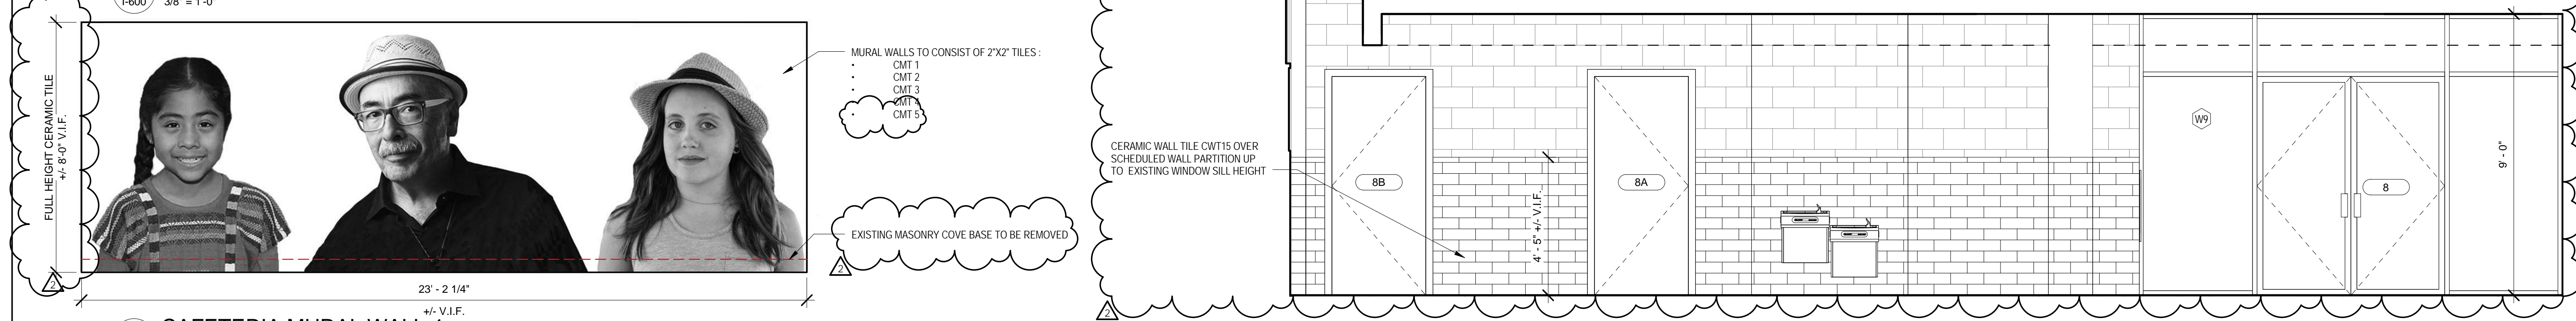 I-600
3/8" = 1'-0"
FULL HEIGHT CERAMIC TILE
+/- 8'-0" V.I.F.
MURAL WALLS TO CONSIST OF 2"X2" TILES :
• CMT 1
• CMT 2
• CMT 3
• CMT 4
• CMT 5
EXISTING MASONRY COVE BASE TO BE REMOVED
2
2
23' - 2 1/4"
+/- V.I.F.
CERAMIC WALL TILE CWT15 OVER
SCHEDULED WALL PARTITION UP
TO EXISTING WINDOW SILL HEIGHT
8B
4' - 5" +/- V.I.F.
8A
W9
8
9' - 0"
2